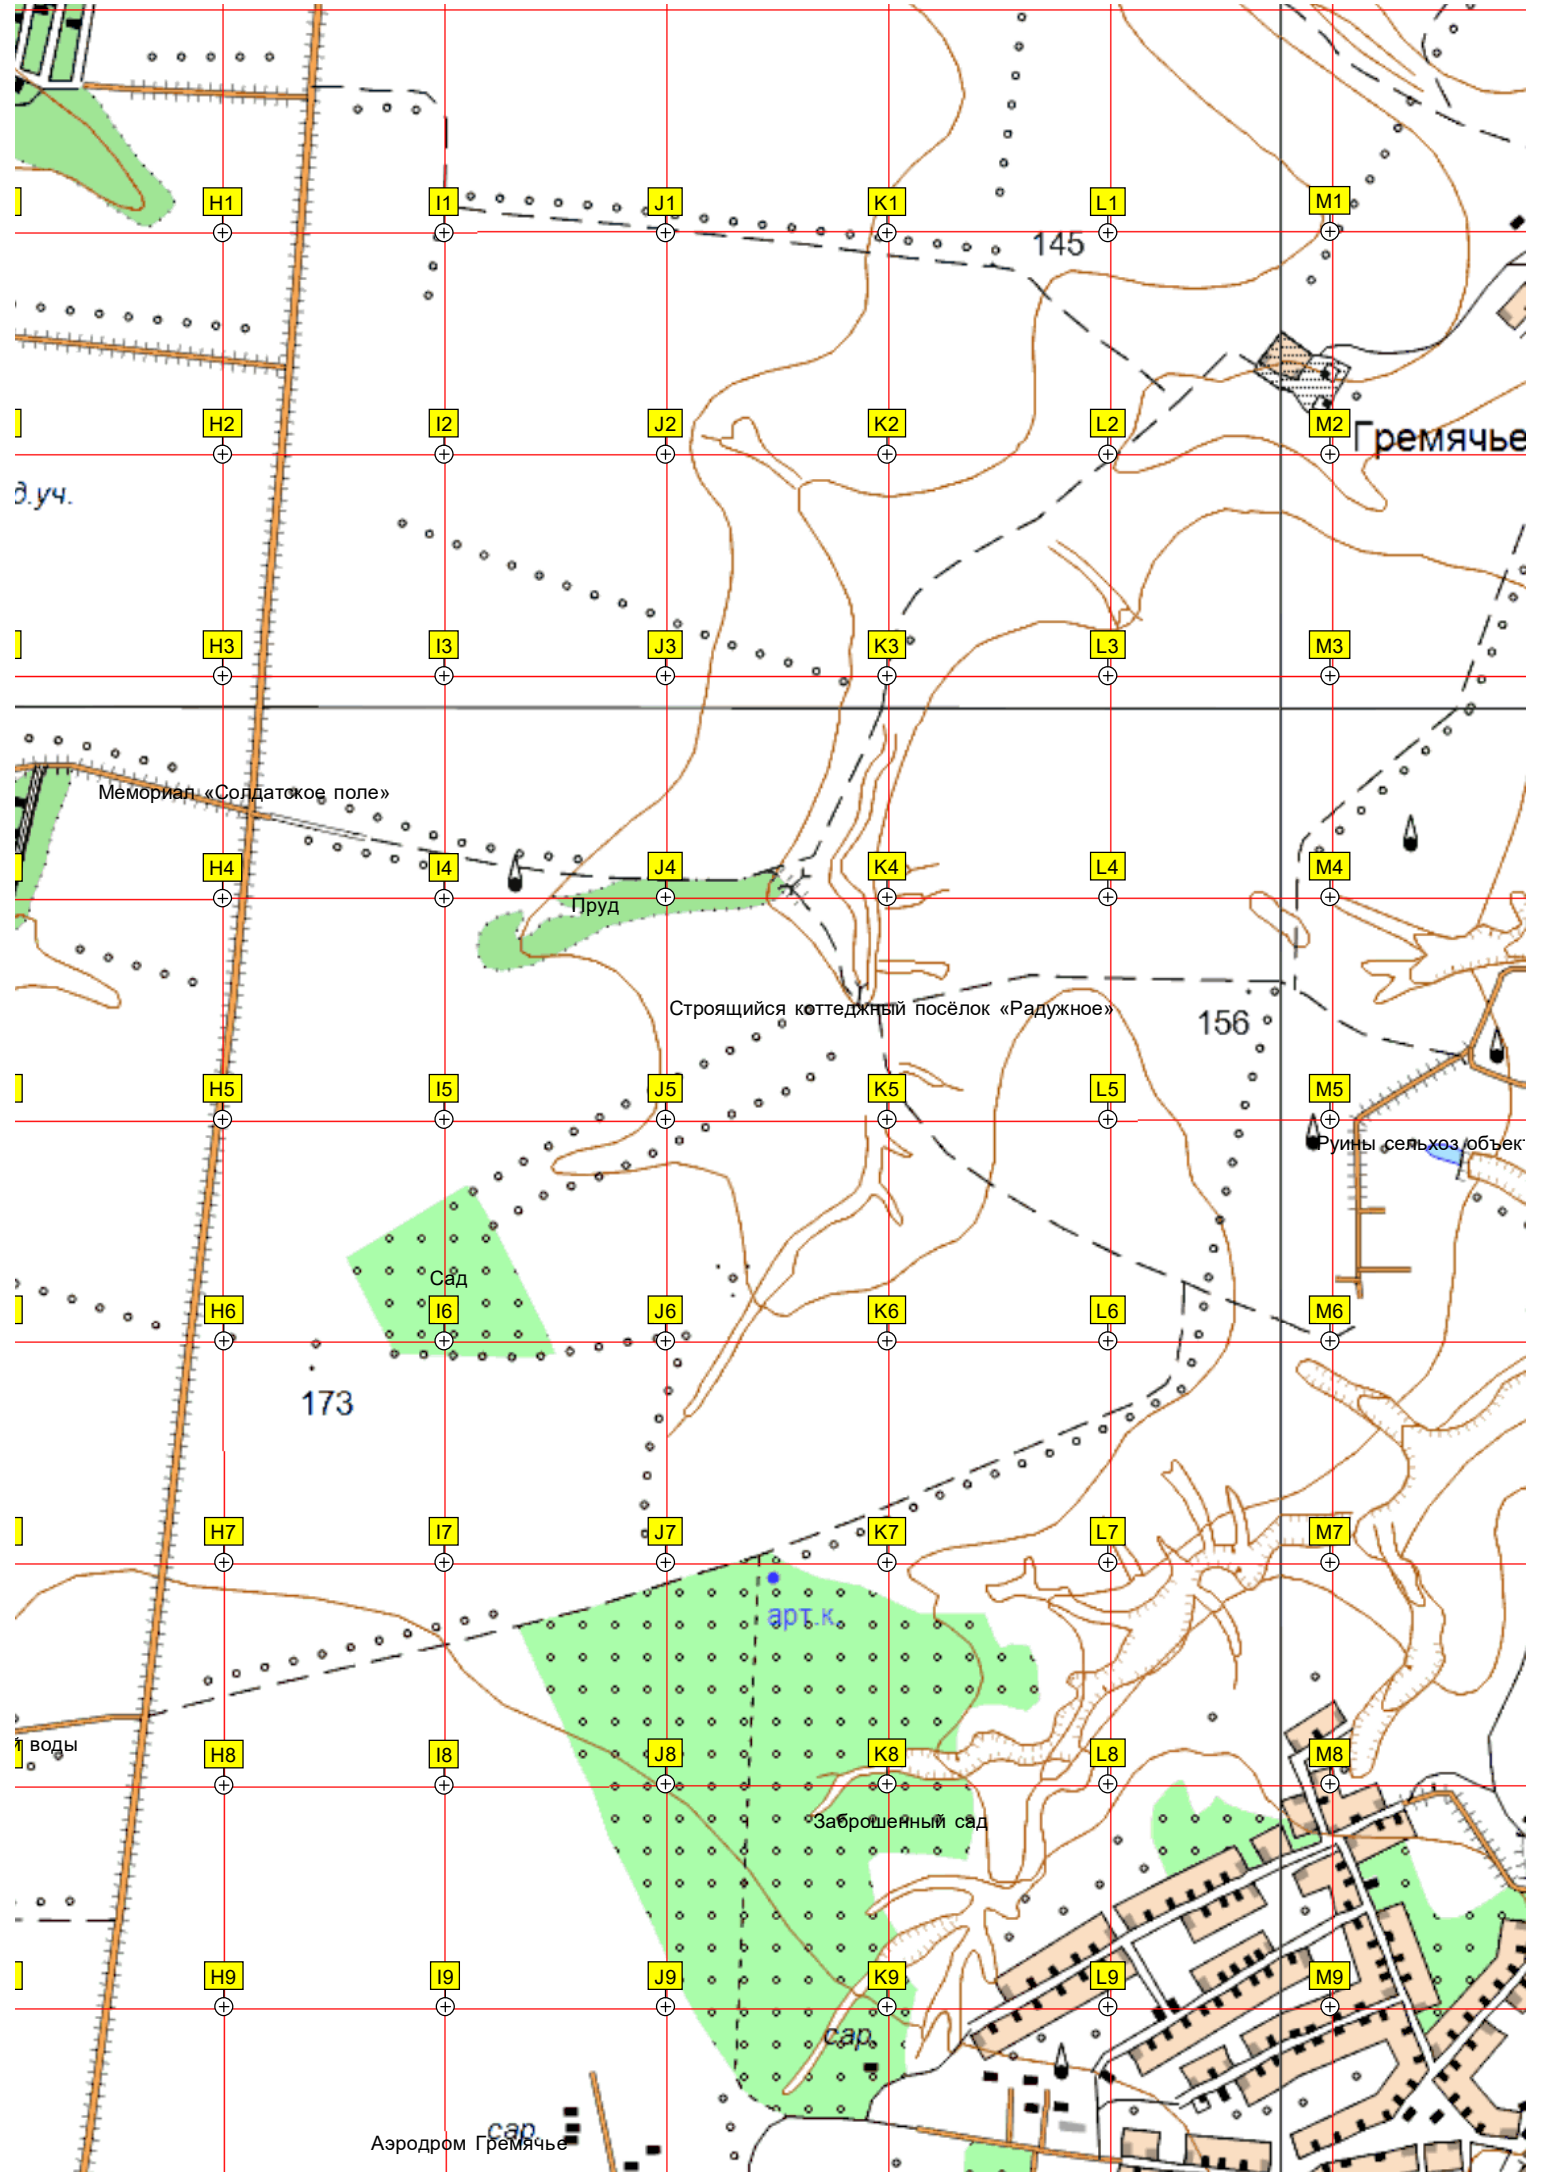 H1 I1 J1 K1 L1 M1
145
H2 I2 J2 K2 L2 M2
Гремячье
д.уч.
H3 I3 J3 K3 L3 M3
Мемориал «Солдатское поле»
H4 I4 J4 K4 L4 M4
Пруд
Строящийся коттеджный посёлок «Радужное»
156
H5 I5 J5 K5 L5 M5
Руины сельхоз.объект
Сад
H6 I6 J6 K6 L6 M6
173
H7 I7 J7 K7 L7 M7
арт.к.
й воды
H8 I8 J8 K8 L8 M8
Заброшенный сад
H9 I9 J9 K9 L9 M9
сар.
сар.
Аэродром Гремячье